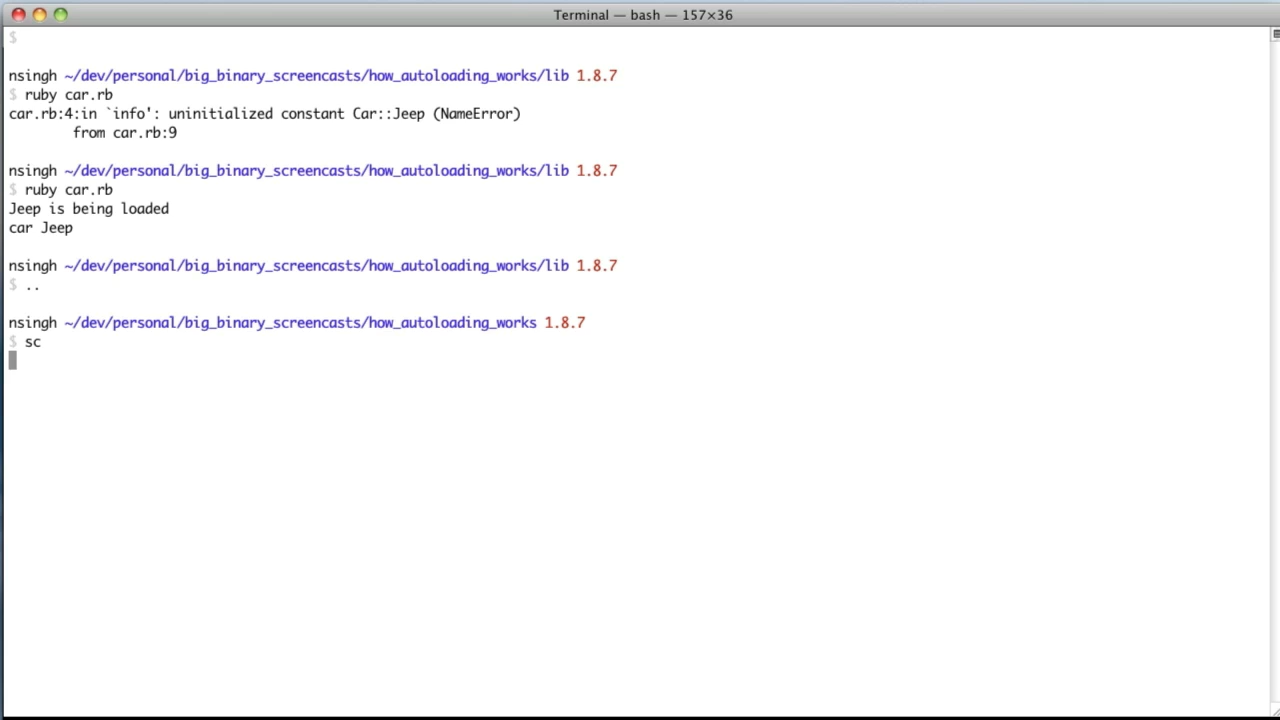 Terminal — bash — 157×36
$
nsingh ~/dev/personal/big_binary_screencasts/how_autoloading_works/lib 1.8.7
$ ruby car.rb
car.rb:4:in `info': uninitialized constant Car::Jeep (NameError)
        from car.rb:9
nsingh ~/dev/personal/big_binary_screencasts/how_autoloading_works/lib 1.8.7
$ ruby car.rb
Jeep is being loaded
car Jeep
nsingh ~/dev/personal/big_binary_screencasts/how_autoloading_works/lib 1.8.7
$ ..
nsingh ~/dev/personal/big_binary_screencasts/how_autoloading_works 1.8.7
$ sc